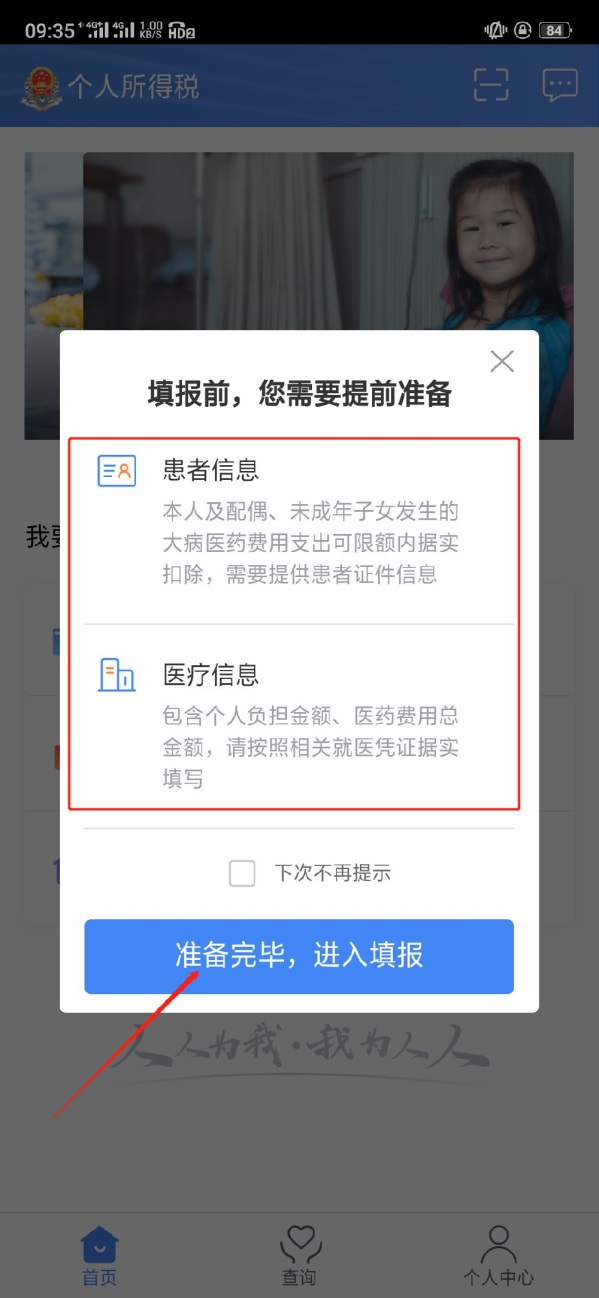 09:35
4G+
4G
1.00
KB/S
HD2
84
个人所得税
填报前，您需要提前准备
患者信息
本人及配偶、未成年子女发生的
大病医药费用支出可限额内据实
扣除，需要提供患者证件信息
我要
医疗信息
包含个人负担金额、医药费用总
金额，请按照相关就医凭证据实
填写
下次不再提示
准备完毕，进入填报
人人为我·我为人人
首页
查询
个人中心